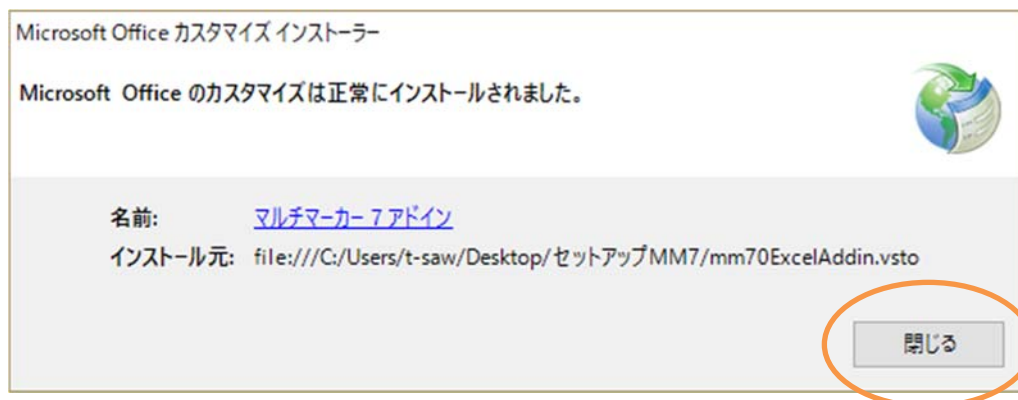 Microsoft Office カスタマイズ インストーラー
Microsoft Office のカスタマイズは正常にインストールされました。
名前: マルチマーカー 7 アドイン
インストール元: file:///C:/Users/t-saw/Desktop/セットアップMM7/mm70ExcelAddin.vsto
閉じる